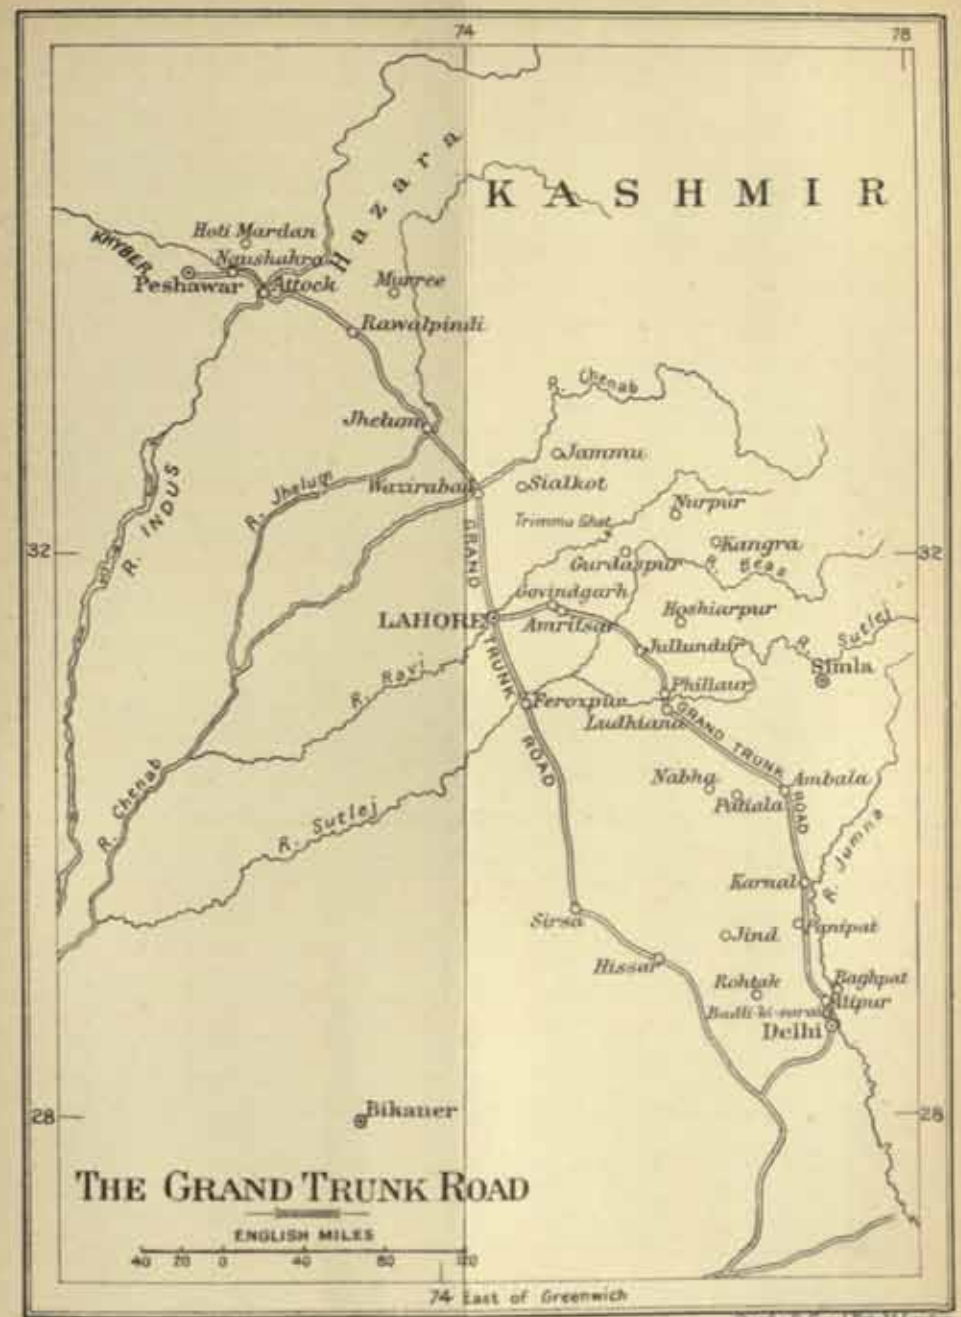 74
78
Hazara
KASHMIR
Hoti Mardan
KHYBER
Naushahra
Peshawar
Attock
Murree
Rawalpindi
R. Chenab
Jhelum
Jammu
R. Jhelum
Wazirabad
Sialkot
R. INDUS
Trimmu Ghat
Nurpur
32
GRAND
Kangra
32
Gurdaspur
R. Beas
Govindgarh
Hoshiarpur
LAHORE
Amritsar
R. Sutlej
TRUNK
Jullundur
Simla
R. Ravi
Phillaur
Ferozpur
Ludhiana
GRAND TRUNK
ROAD
Nabha
Ambala
R. Chenab
Patiala
ROAD
R. Sutlej
R. Jumna
Karnal
Sirsa
Jind
Panipat
Hissar
Rohtak
Baghpat
Alipur
Badli-ki-sarai
Delhi
28
Bikaner
28
THE GRAND TRUNK ROAD
ENGLISH MILES
40 20 0 40 80 120
74 East of Greenwich